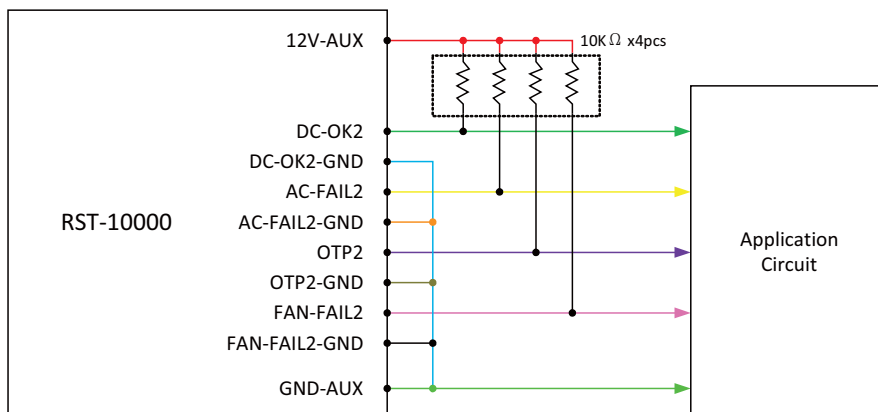 12V-AUX
10KΩ x4pcs
DC-OK2
DC-OK2-GND
AC-FAIL2
RST-10000
AC-FAIL2-GND
OTP2
OTP2-GND
FAN-FAIL2
FAN-FAIL2-GND
GND-AUX
Application
Circuit